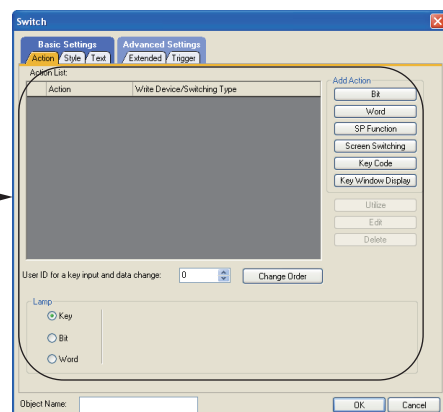 Switch
Basic Settings
Advanced Settings
Action
Style
Text
Extended
Trigger
Action List:
Action
Write Device/Switching Type
Add Action
Bit
Word
SP Function
Screen Switching
Key Code
Key Window Display
Utilize
Edit
Delete
User ID for a key input and data change:
0
Change Order
Lamp
Key
Bit
Word
Object Name:
OK
Cancel